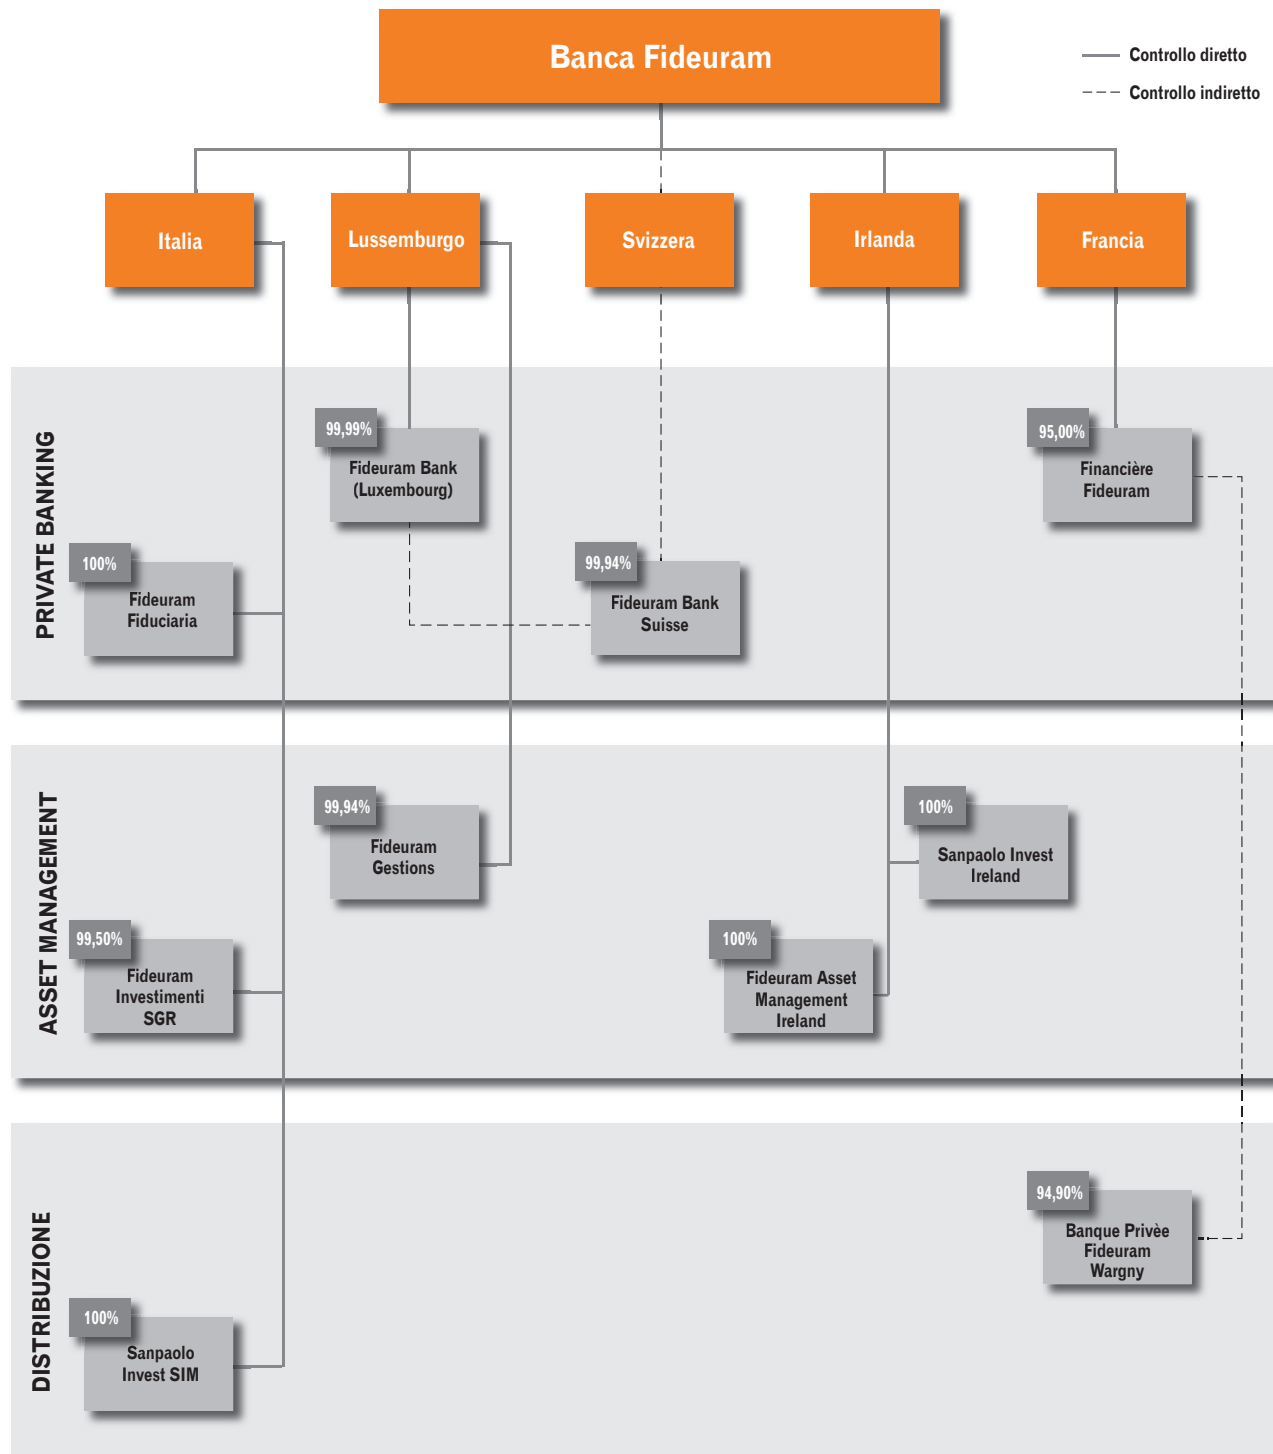 Banca Fideuram
Controllo diretto
Controllo indiretto
Italia
Lussemburgo
Svizzera
Irlanda
Francia
PRIVATE BANKING
99,99%
Fideuram Bank
(Luxembourg)
95,00%
Financière
Fideuram
100%
Fideuram
Fiduciaria
99,94%
Fideuram Bank
Suisse
ASSET MANAGEMENT
99,94%
Fideuram
Gestions
100%
Sanpaolo Invest
Ireland
99,50%
Fideuram
Investimenti
SGR
100%
Fideuram Asset
Management
Ireland
DISTRIBUZIONE
94,90%
Banque Privèe
Fideuram
Wargny
100%
Sanpaolo
Invest SIM